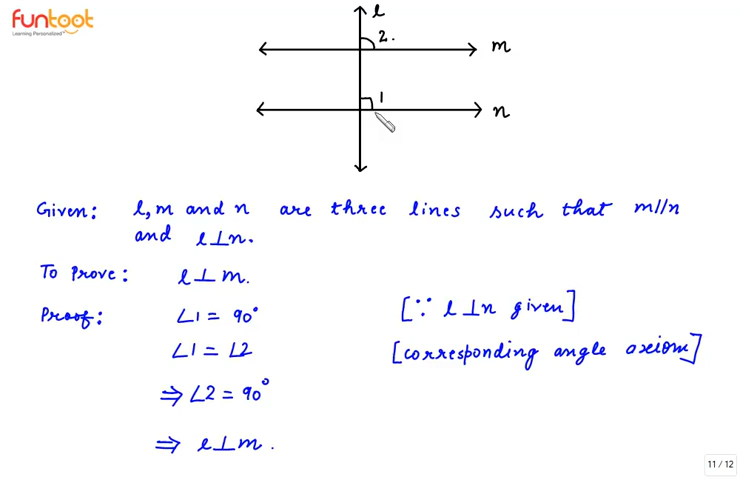 funtoot
Learning Personalized
l
2.
m
1
n
Given: l, m and n are three lines such that m//n
and l⊥n.
To Prove: l⊥m.
Proof: ∠1 = 90° [∵ l⊥n given]
∠1 = ∠2 [corresponding angle axiom]
⇒ ∠2 = 90°
⇒ l⊥m.
11 / 12